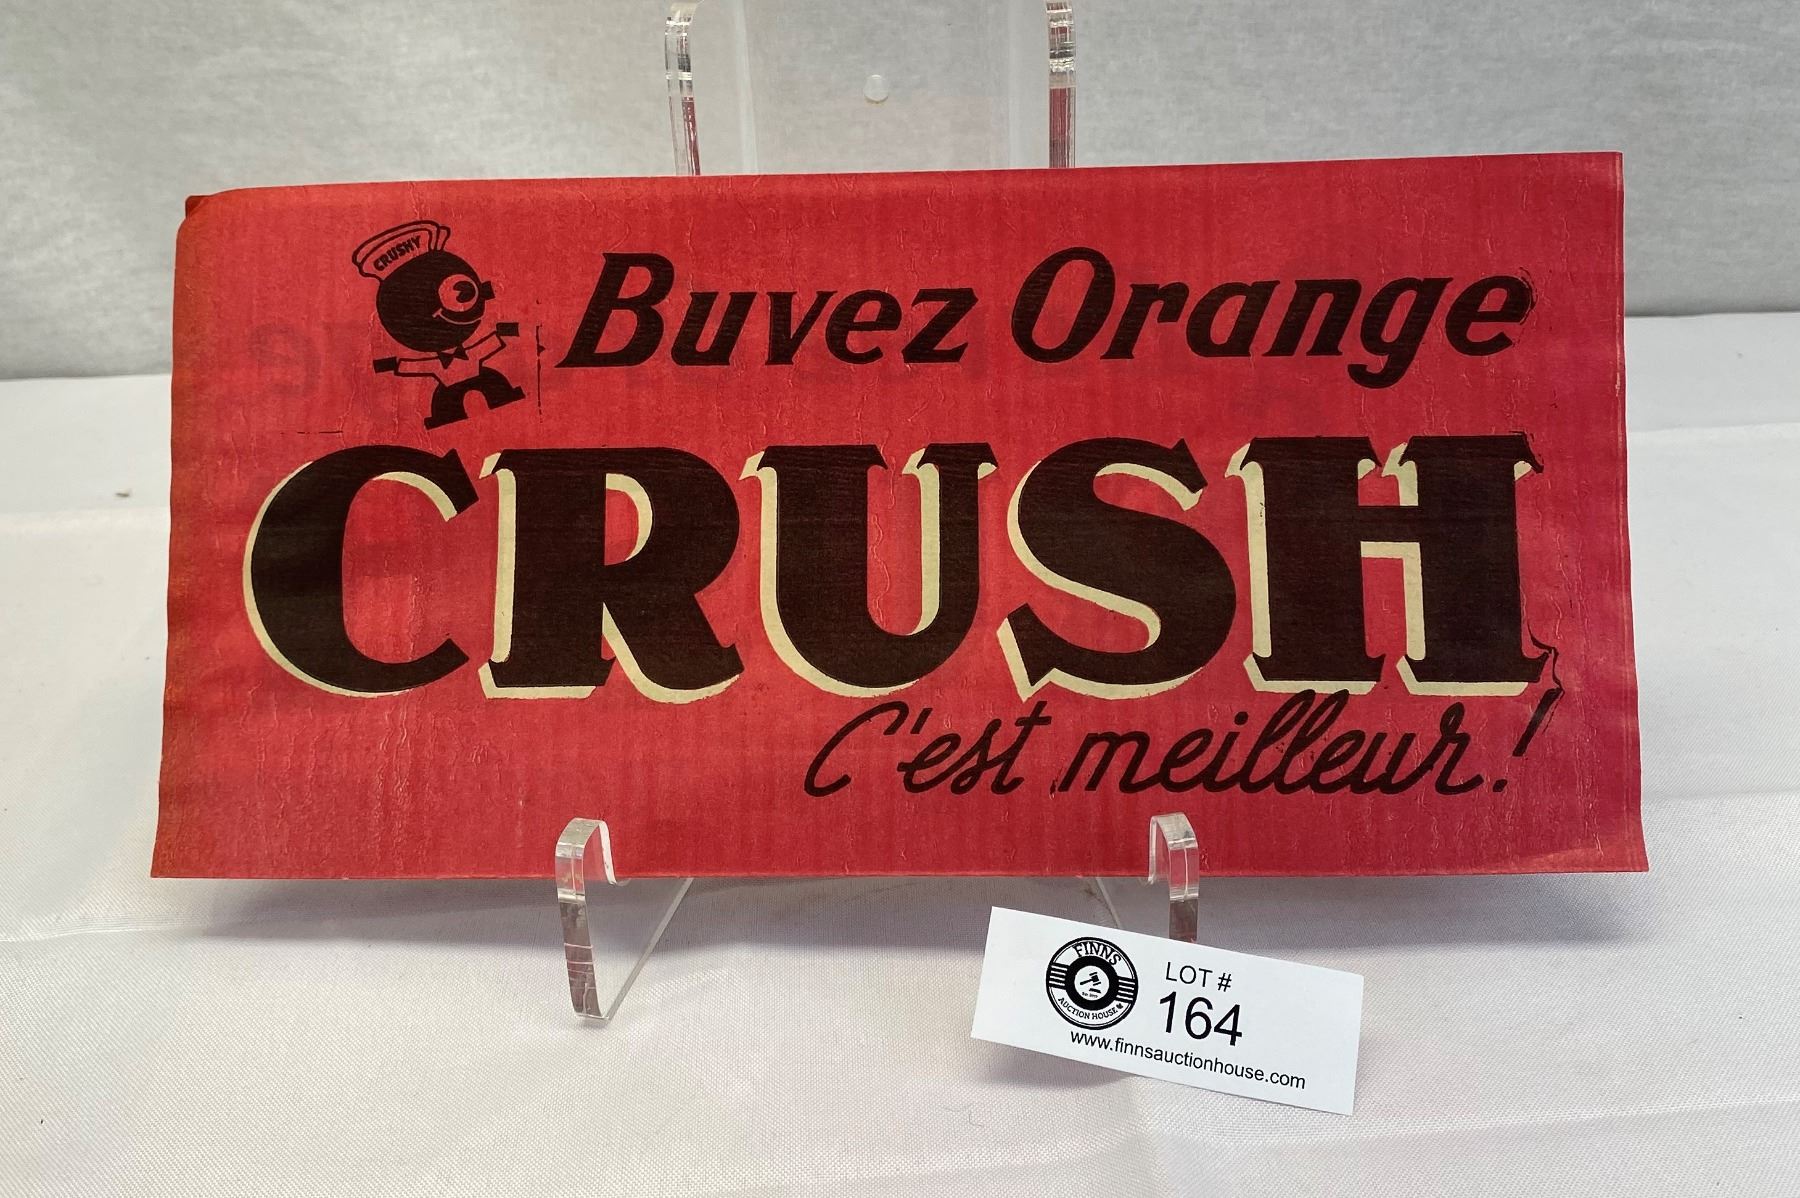 CRUSHY
Buvez Orange
CRUSH
C'est meilleur!
FINNS
AUCTION HOUSE
LOT #
164
www.finnsauctionhouse.com